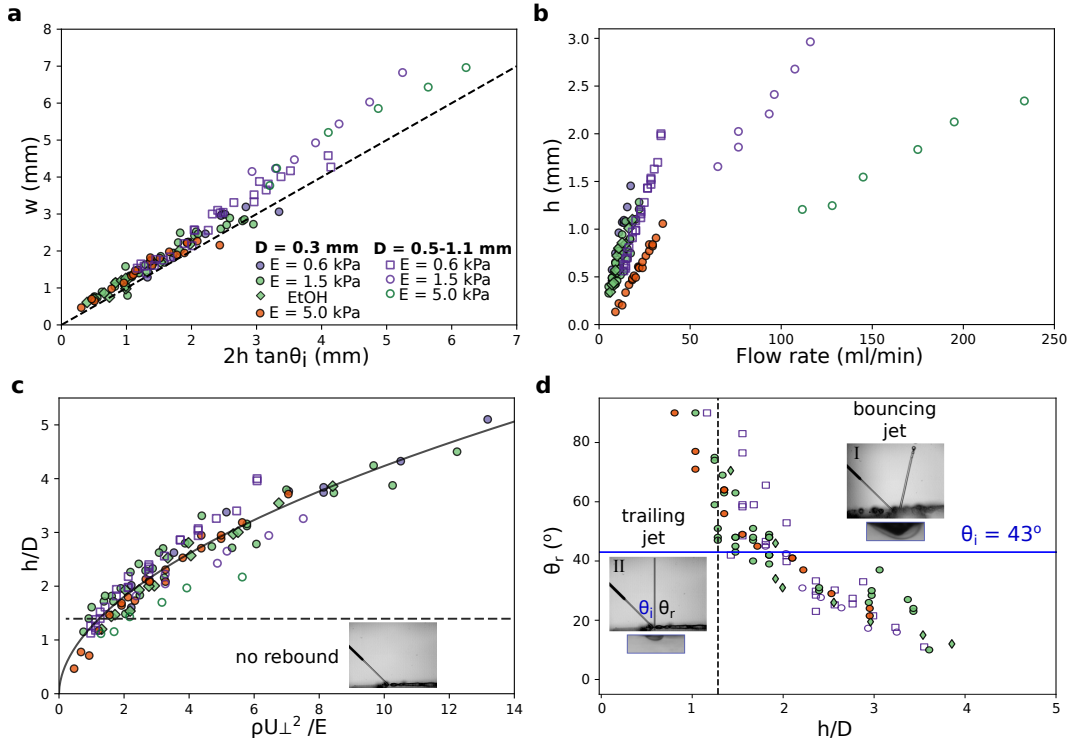 a
8
7
6
5
4
3
2
1
0
w (mm)
0 1 2 3 4 5 6 7
2h tanθi (mm)
D = 0.3 mm
E = 0.6 kPa
E = 1.5 kPa
EtOH
E = 5.0 kPa
D = 0.5-1.1 mm
E = 0.6 kPa
E = 1.5 kPa
E = 5.0 kPa
b
3.0
2.5
2.0
1.5
1.0
0.5
0.0
h (mm)
0 50 100 150 200 250
Flow rate (ml/min)
c
5
4
3
2
1
0
h/D
no rebound
0 2 4 6 8 10 12 14
ρU⊥² /E
d
80
60
40
20
0
θr (º)
trailing
jet
bouncing
jet
I
θi = 43º
II
θi θr
0 1 2 3 4 5
h/D